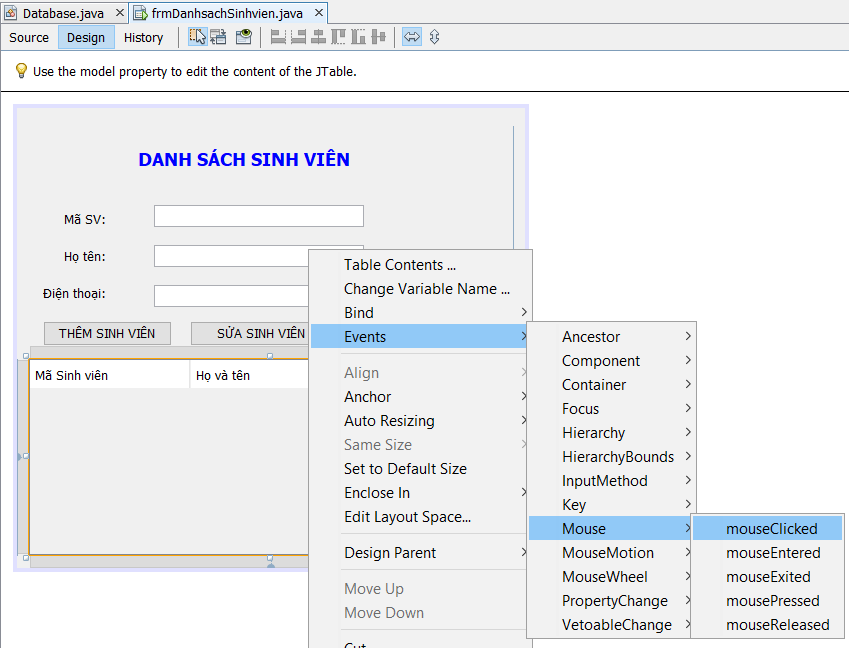 Database.java
frmDanhsachSinhvien.java
Source Design History
Use the model property to edit the content of the JTable.
DANH SÁCH SINH VIÊN
Mã SV:
Họ tên:
Điện thoại:
THÊM SINH VIÊN
SỬA SINH VIÊN
Mã Sinh viên
Họ và tên
Table Contents ...
Change Variable Name ...
Bind
Events
Align
Anchor
Auto Resizing
Same Size
Set to Default Size
Enclose In
Edit Layout Space...
Design Parent
Move Up
Move Down
Cut
Ancestor
Component
Container
Focus
Hierarchy
HierarchyBounds
InputMethod
Key
Mouse
MouseMotion
MouseWheel
PropertyChange
VetoableChange
mouseClicked
mouseEntered
mouseExited
mousePressed
mouseReleased